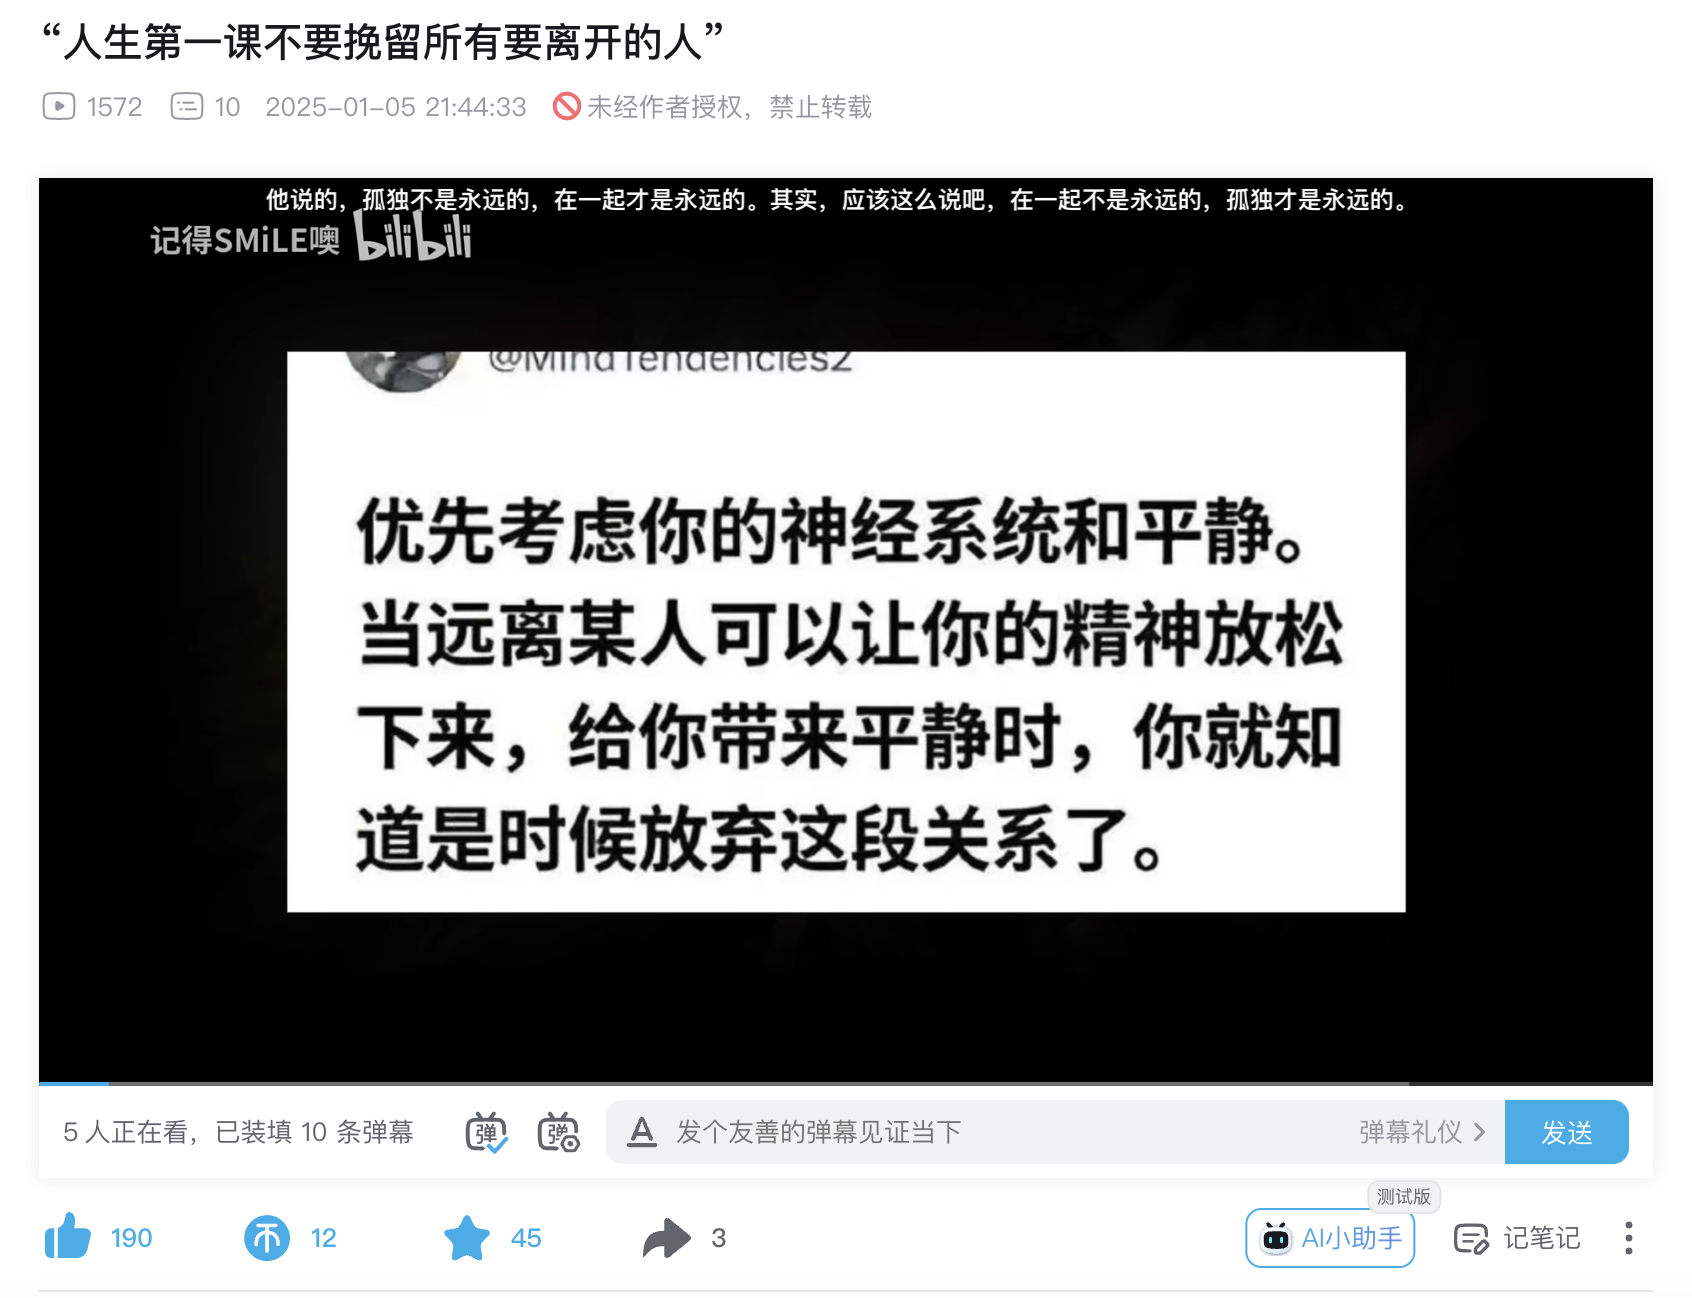 “人生第一课不要挽留所有要离开的人”
1572 10 2025-01-05 21:44:33 未经作者授权，禁止转载
他说的，孤独不是永远的，在一起才是永远的。其实，应该这么说吧，在一起不是永远的，孤独才是永远的。
记得SMiLE噢 bilibili
@MindTendencies2
优先考虑你的神经系统和平静。
当远离某人可以让你的精神放松
下来，给你带来平静时，你就知
道是时候放弃这段关系了。
5 人正在看，已装填 10 条弹幕 弹 弹 A 发个友善的弹幕见证当下 弹幕礼仪 发送
测试版
190 12 45 3 AI小助手 记笔记